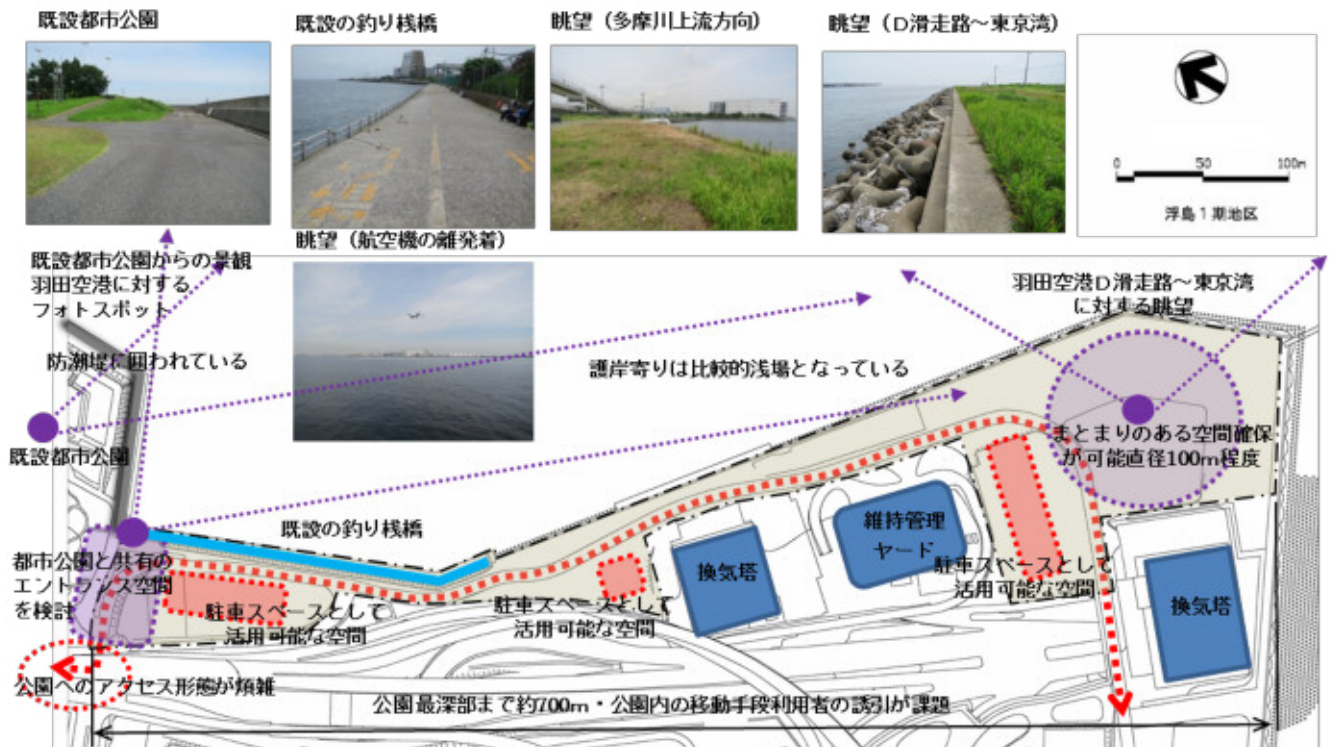 既設都市公園
既設の釣り桟橋
眺望（多摩川上流方向）
眺望（D滑走路～東京湾）
0 50 100m
浮島1期地区
眺望（航空機の離発着）
既設都市公園からの景観
羽田空港に対する
フォトスポット
防潮堤に囲われている
護岸寄りは比較的浅場となっている
羽田空港D滑走路～東京湾
に対する眺望
まとまりのある空間確保
が可能直径100m程度
既設都市公園
既設の釣り桟橋
都市公園と共有の
エントランス空間
を検討
駐車スペースとして
活用可能な空間
駐車スペースとして
活用可能な空間
換気塔
維持管理
ヤード
駐車スペースとして
活用可能な空間
換気塔
公園へのアクセス形態が煩雑
公園最深部まで約700m・公園内の移動手段利用者の誘引が課題